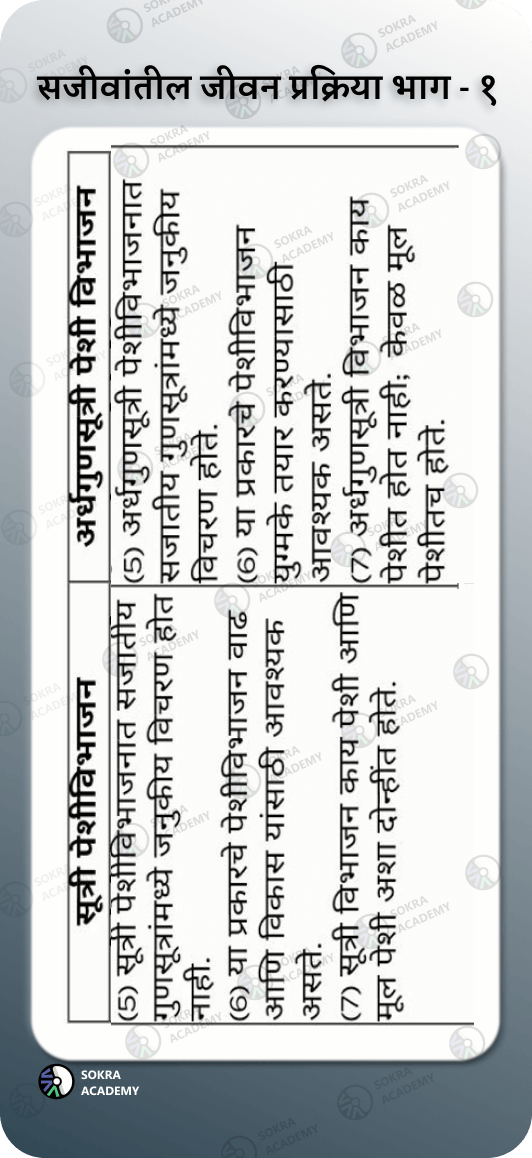 सजीवांतील जीवन प्रक्रिया भाग - १
सूत्री पेशीविभाजन
(5) सूत्री पेशीविभाजनात सजातीय
गुणसूत्रांमध्ये जनुकीय विचरण होत
नाही.
(6) या प्रकारचे पेशीविभाजन वाढ
आणि विकास यांसाठी आवश्यक
असते.
(7) सूत्री विभाजन काय पेशी आणि
मूल पेशी अशा दोन्हींत होते.
अर्धगुणसूत्री पेशी विभाजन
(5) अर्धगुणसूत्री पेशीविभाजनात
सजातीय गुणसूत्रांमध्ये जनुकीय
विचरण होते.
(6) या प्रकारचे पेशीविभाजन
युग्मके तयार करण्यासाठी
आवश्यक असते.
(7) अर्धगुणसूत्री विभाजन काय
पेशीत होत नाही; केवळ मूल
पेशीतच होते.
SOKRA
ACADEMY